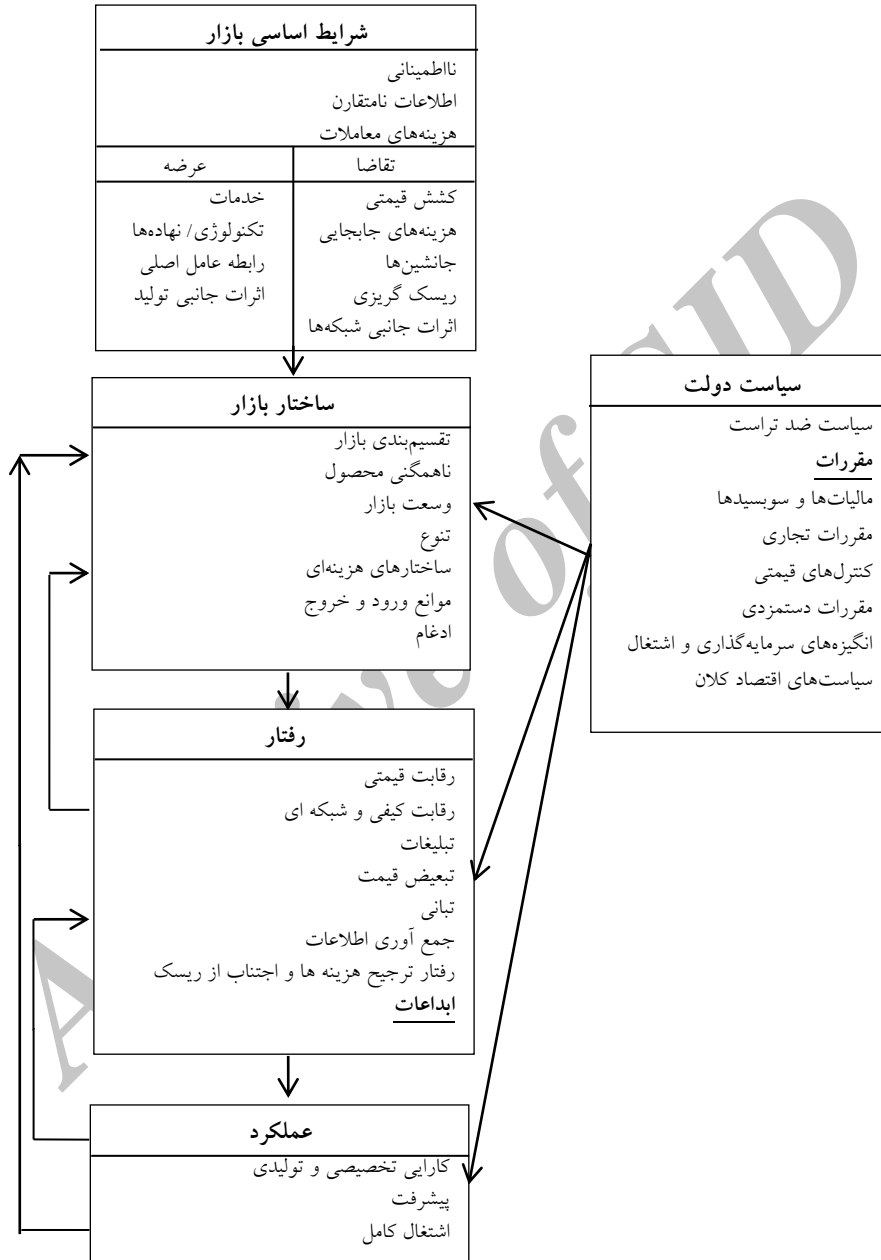 شرایط اساسی بازار
نااطمینانی
اطلاعات نامتقارن
هزینه‌های معاملات
تقاضا
کشش قیمتی
هزینه‌های جابجایی
جانشین‌ها
ریسک گریزی
اثرات جانبی شبکه‌ها
عرضه
خدمات
تکنولوژی/ نهاده‌ها
رابطه عامل اصلی
اثرات جانبی تولید
سیاست دولت
سیاست ضد تراست
مقررات
مالیات‌ها و سوبسیدها
مقررات تجاری
کنترل‌های قیمتی
مقررات دستمزدی
انگیزه‌های سرمایه‌گذاری و اشتغال
سیاست‌های اقتصاد کلان
ساختار بازار
تقسیم‌بندی بازار
ناهمگنی محصول
وسعت بازار
تنوع
ساختارهای هزینه‌ای
موانع ورود و خروج
ادغام
رفتار
رقابت قیمتی
رقابت کیفی و شبکه ای
تبلیغات
تبعیض قیمت
تبانی
جمع آوری اطلاعات
رفتار ترجیح هزینه ها و اجتناب از ریسک
ابداعات
عملکرد
کارایی تخصیصی و تولیدی
پیشرفت
اشتغال کامل
Archive of SID